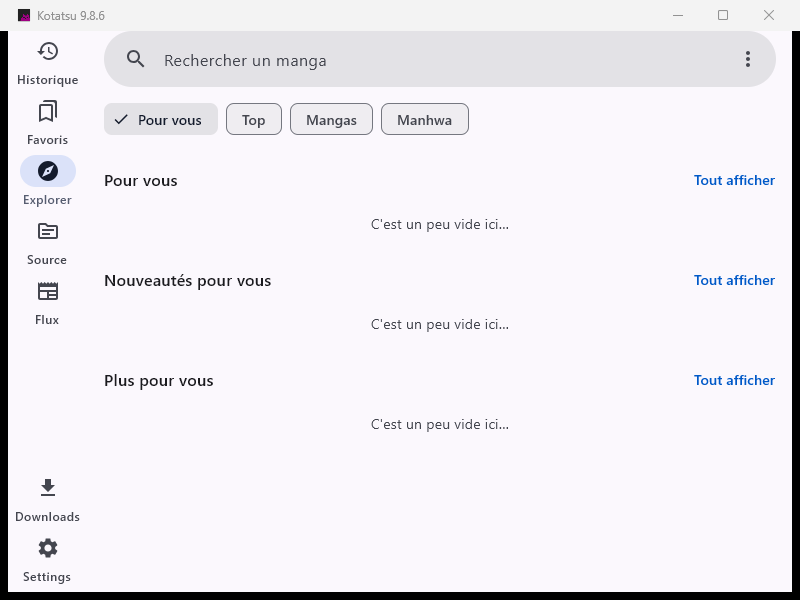 Kotatsu 9.8.6
Historique
Favoris
Explorer
Source
Flux
Downloads
Settings
Rechercher un manga
Pour vous
Top
Mangas
Manhwa
Pour vous
Tout afficher
C'est un peu vide ici...
Nouveautés pour vous
Tout afficher
C'est un peu vide ici...
Plus pour vous
Tout afficher
C'est un peu vide ici...